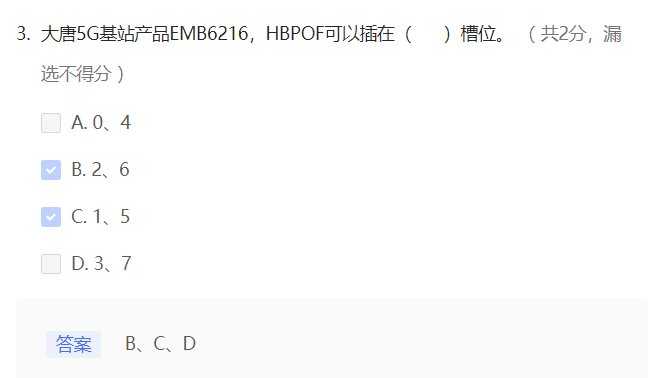 3. 大唐5G基站产品EMB6216，HBPOF可以插在（　　）槽位。（ 共2分，漏
选不得分 ）
A. 0、4
B. 2、6
C. 1、5
D. 3、7
答案 B、C、D